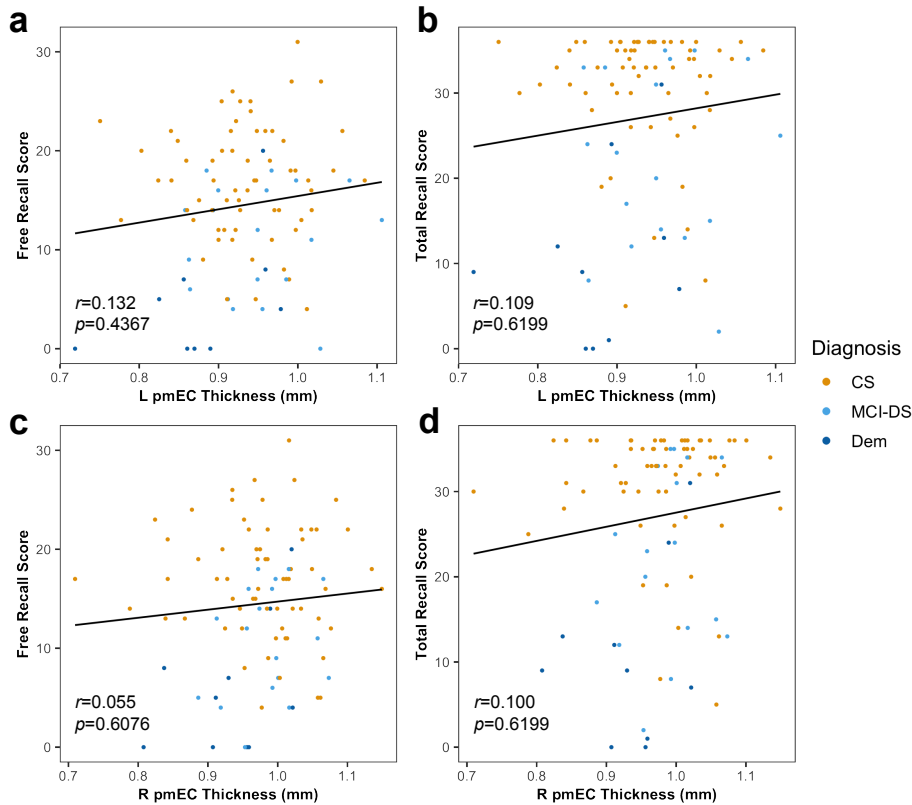 a
Free Recall Score
30
20
10
0
r=0.132
p=0.4367
0.7 0.8 0.9 1.0 1.1
L pmEC Thickness (mm)
b
Total Recall Score
30
20
10
0
r=0.109
p=0.6199
0.7 0.8 0.9 1.0 1.1
L pmEC Thickness (mm)
Diagnosis
CS
MCI-DS
Dem
c
Free Recall Score
30
20
10
0
r=0.055
p=0.6076
0.7 0.8 0.9 1.0 1.1
R pmEC Thickness (mm)
d
Total Recall Score
30
20
10
0
r=0.100
p=0.6199
0.7 0.8 0.9 1.0 1.1
R pmEC Thickness (mm)